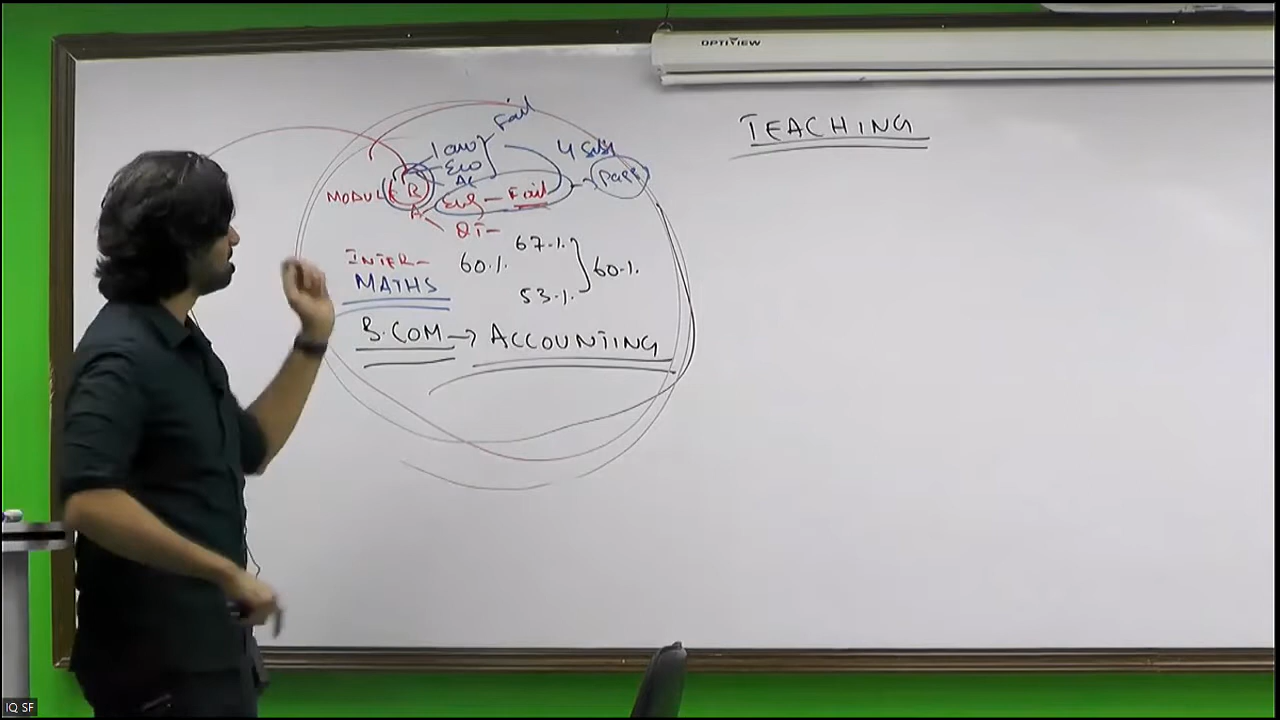 OPTIVIEW
TEACHING
Fail
Law
Eco
4 Sub
Pass
MODULE B
Eng - Fail
A
QT-
67%
INTER -
60%
60%
MATHS
53%
B.COM → ACCOUNTING
IQ SF